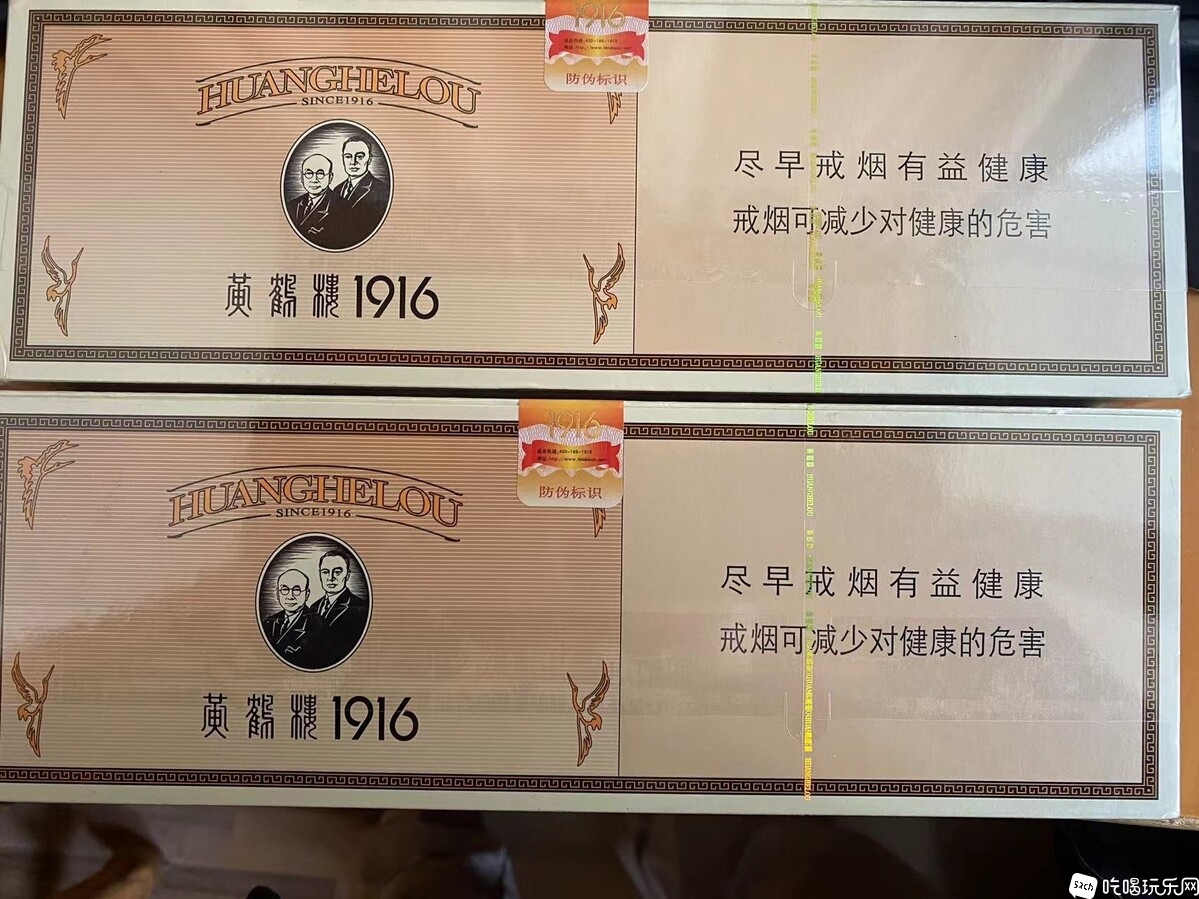 1916
防伪标识
HUANGHELOU
SINCE1916
黄鹤楼1916
尽早戒烟有益健康
戒烟可减少对健康的危害
1916
防伪标识
HUANGHELOU
SINCE1916
黄鹤楼1916
尽早戒烟有益健康
戒烟可减少对健康的危害
sach 吃喝玩乐网